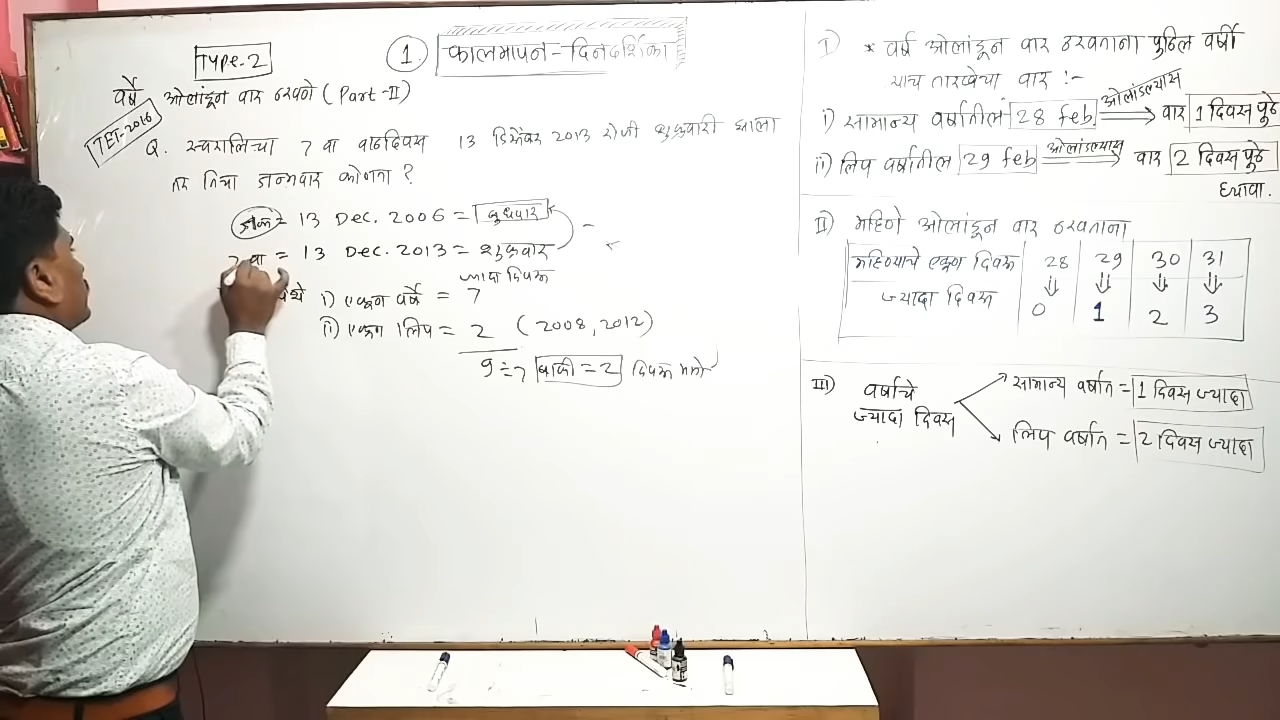 Type-2
1. कालमापन - दिनदर्शिका
वर्षे ओलांडून वार ठरवणे (Part-II)
TET-2016
Q. स्वरालिच्या 7 वा वाढदिवस 13 डिसेंबर 2013 रोजी शुक्रवारी झाला
तर तिचा जन्मवार कोणता?
= 13 Dec. 2006 = बुधवार
7 वा = 13 Dec. 2013 = शुक्रवार
ज्यादा दिवस
i) एकूण वर्षे = 7
ii) एकूण लिप = 2 (2008, 2012)
9 ÷ 7 बाकी = 2 दिवस मागे
I) * वर्ष ओलांडून वार ठरवताना पुढिल वर्षी
याच तारखेचा वार :-
i) सामान्य वर्षातील 28 feb ओलांडल्यास ⟹ वार 1 दिवस पुढे
ii) लिप वर्षातील 29 feb ओलांडल्यास ⟹ वार 2 दिवस पुढे
घ्यावा.
II) महिने ओलांडून वार ठरवताना
महिन्याचे एकूण दिवस 28 29 30 31
ज्यादा दिवस 0 1 2 3
III) वर्षाचे
ज्यादा दिवस
सामान्य वर्षात = 1 दिवस ज्यादा
लिप वर्षात = 2 दिवस ज्यादा